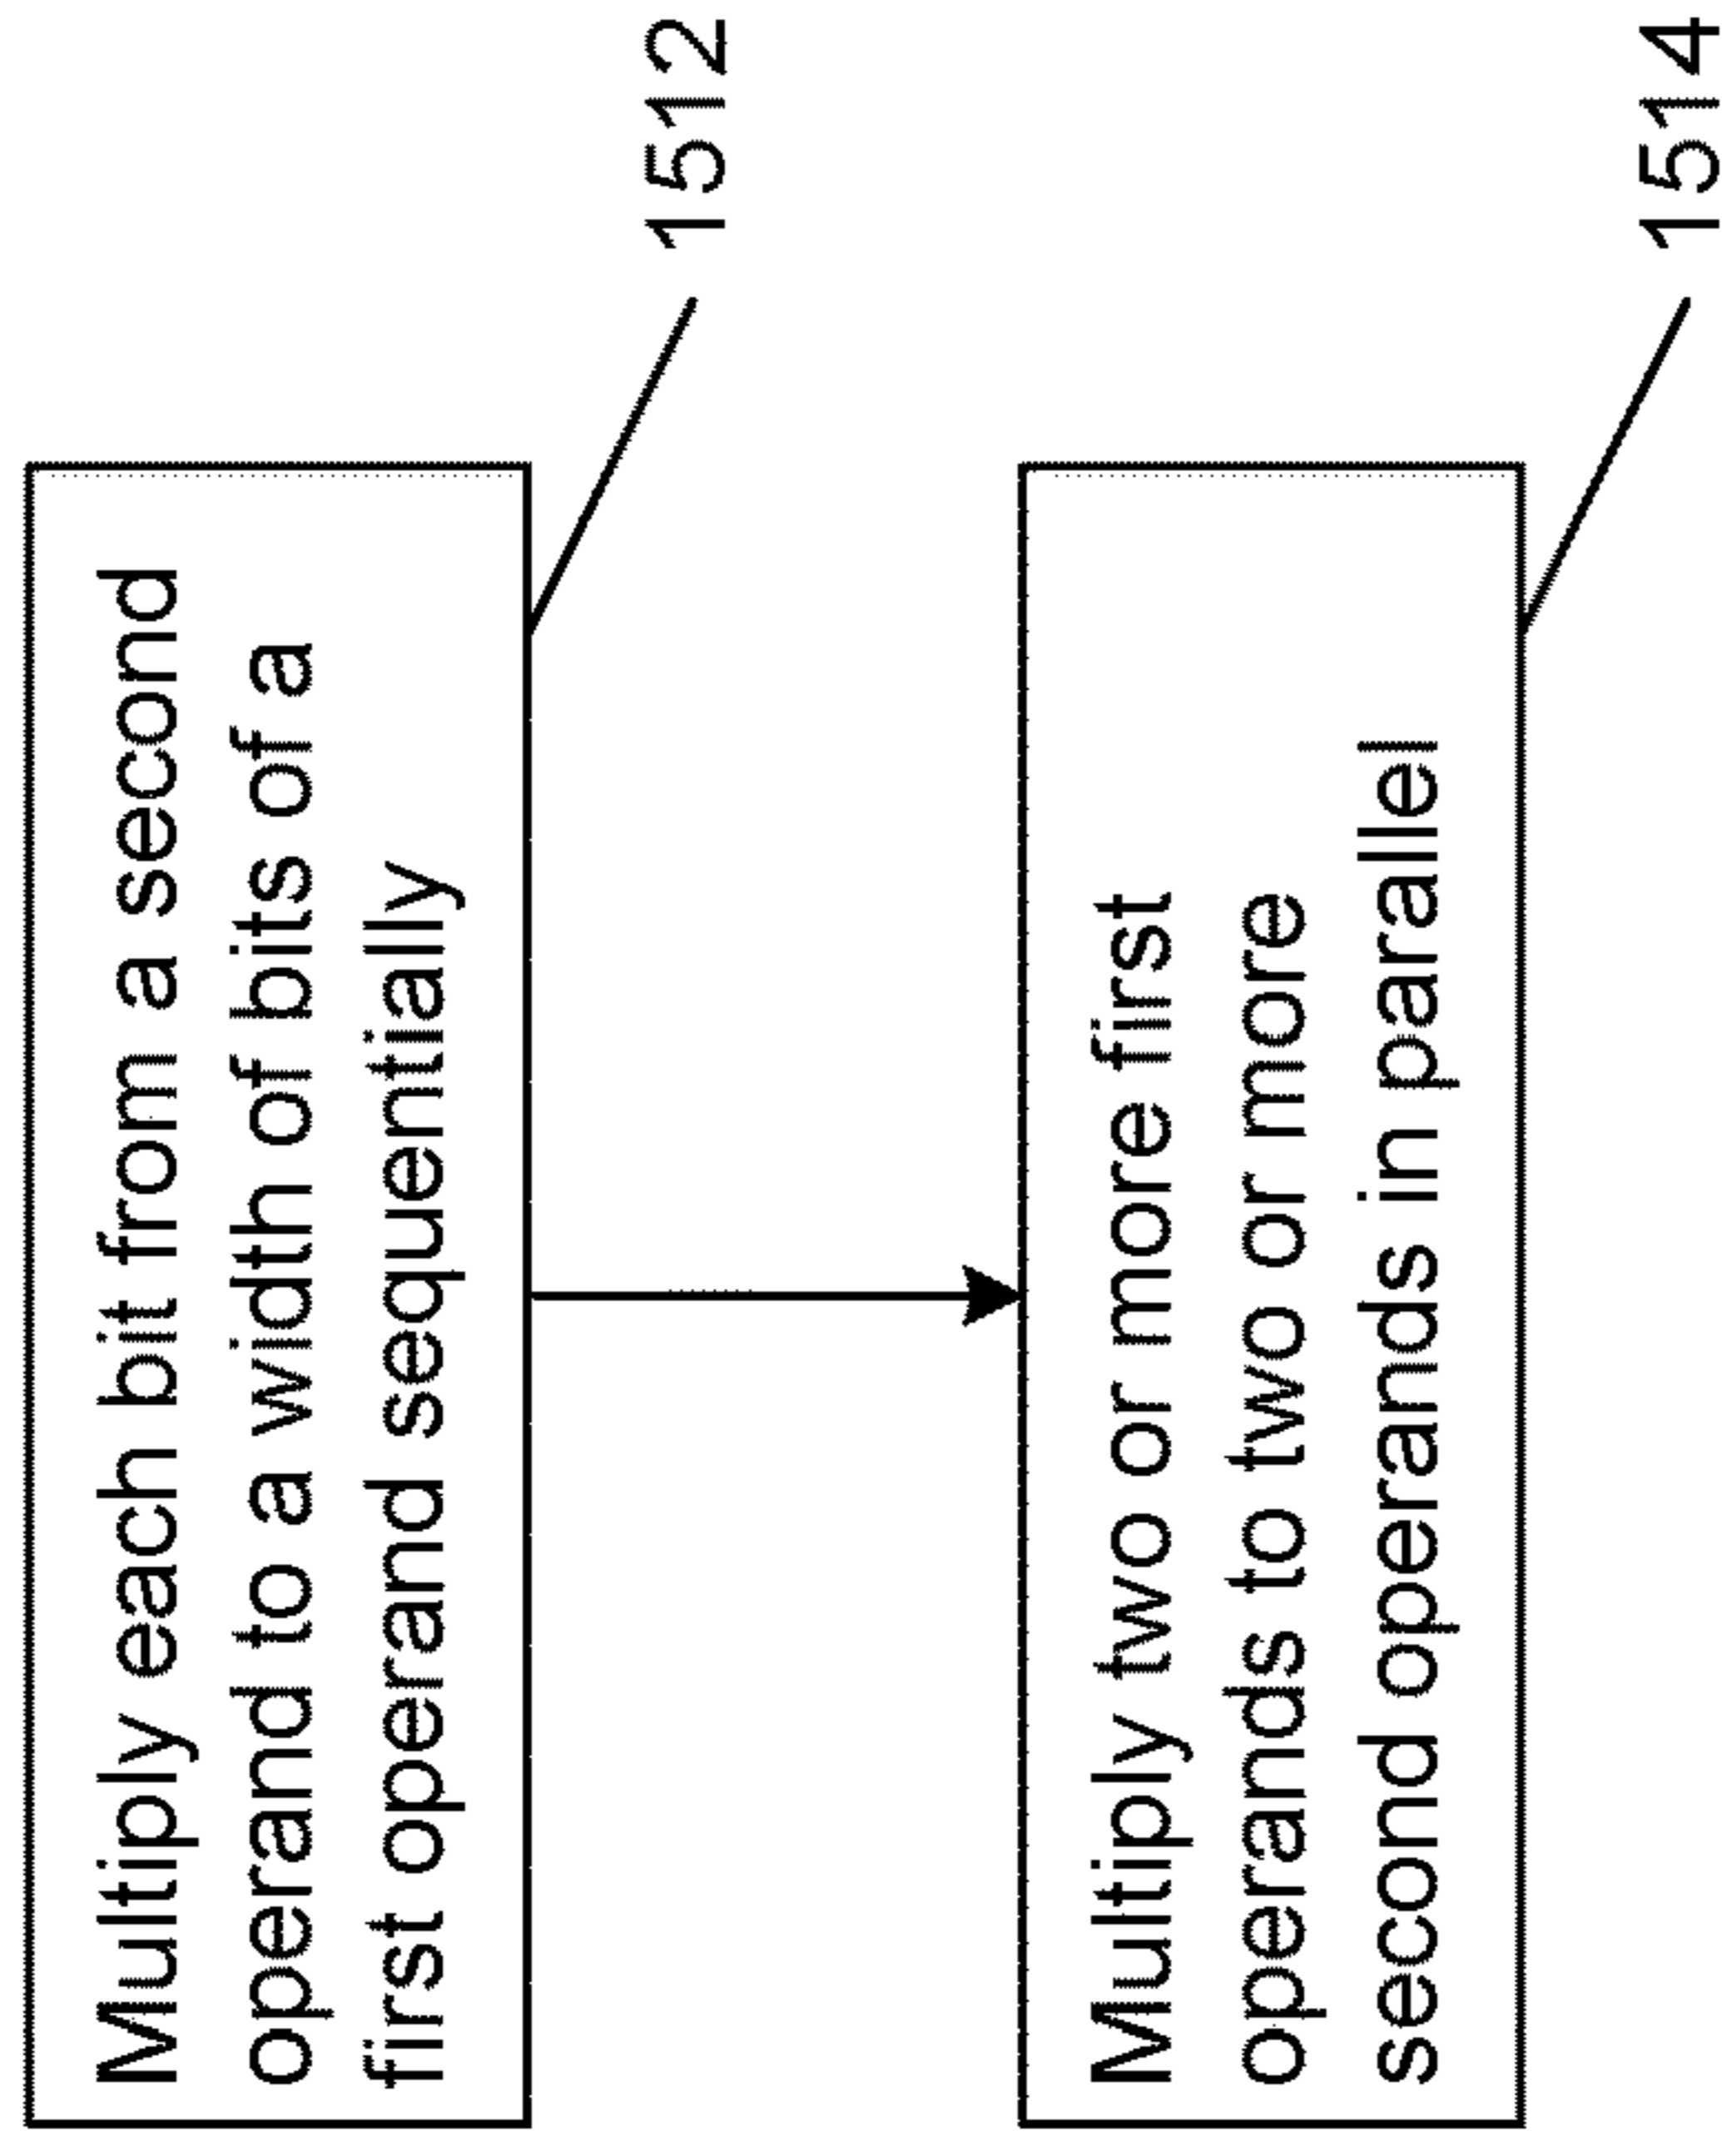 Multiply each bit from a second
operand to a width of bits of a
first operand sequentially
1512
Multiply two or more first
operands to two or more
second operands in parallel
1514